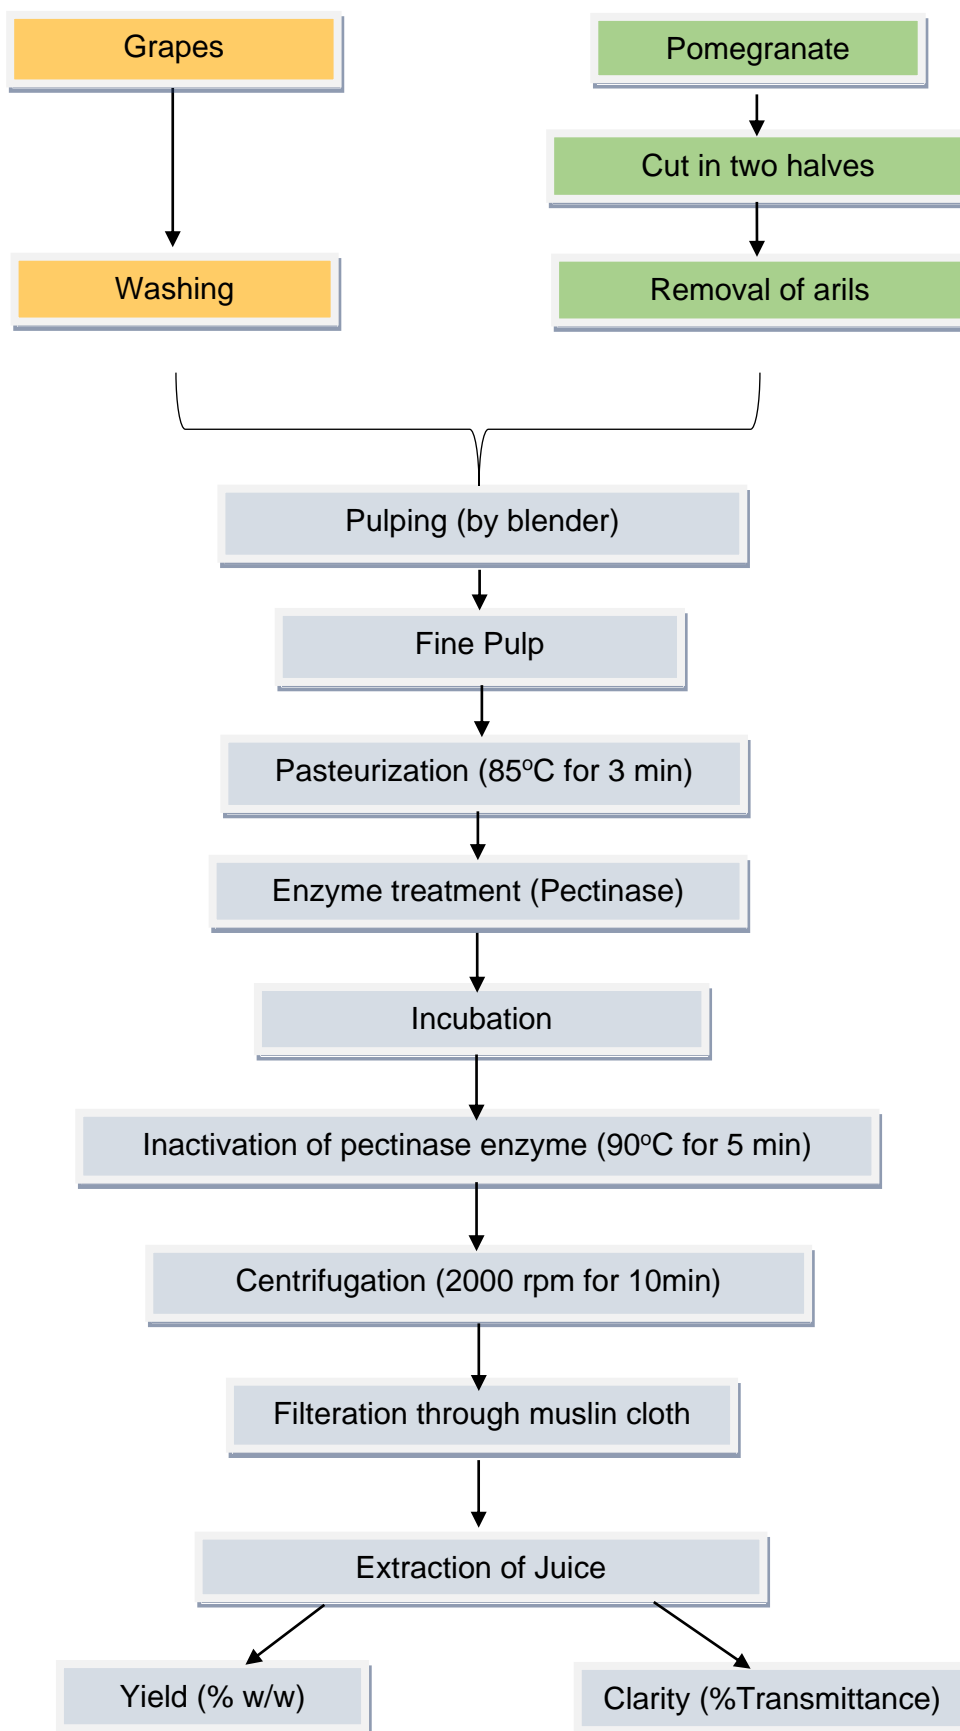 Grapes
Pomegranate
Cut in two halves
Washing
Removal of arils
Pulping (by blender)
Fine Pulp
Pasteurization (85ºC for 3 min)
Enzyme treatment (Pectinase)
Incubation
Inactivation of pectinase enzyme (90ºC for 5 min)
Centrifugation (2000 rpm for 10min)
Filteration through muslin cloth
Extraction of Juice
Yield (% w/w)
Clarity (%Transmittance)